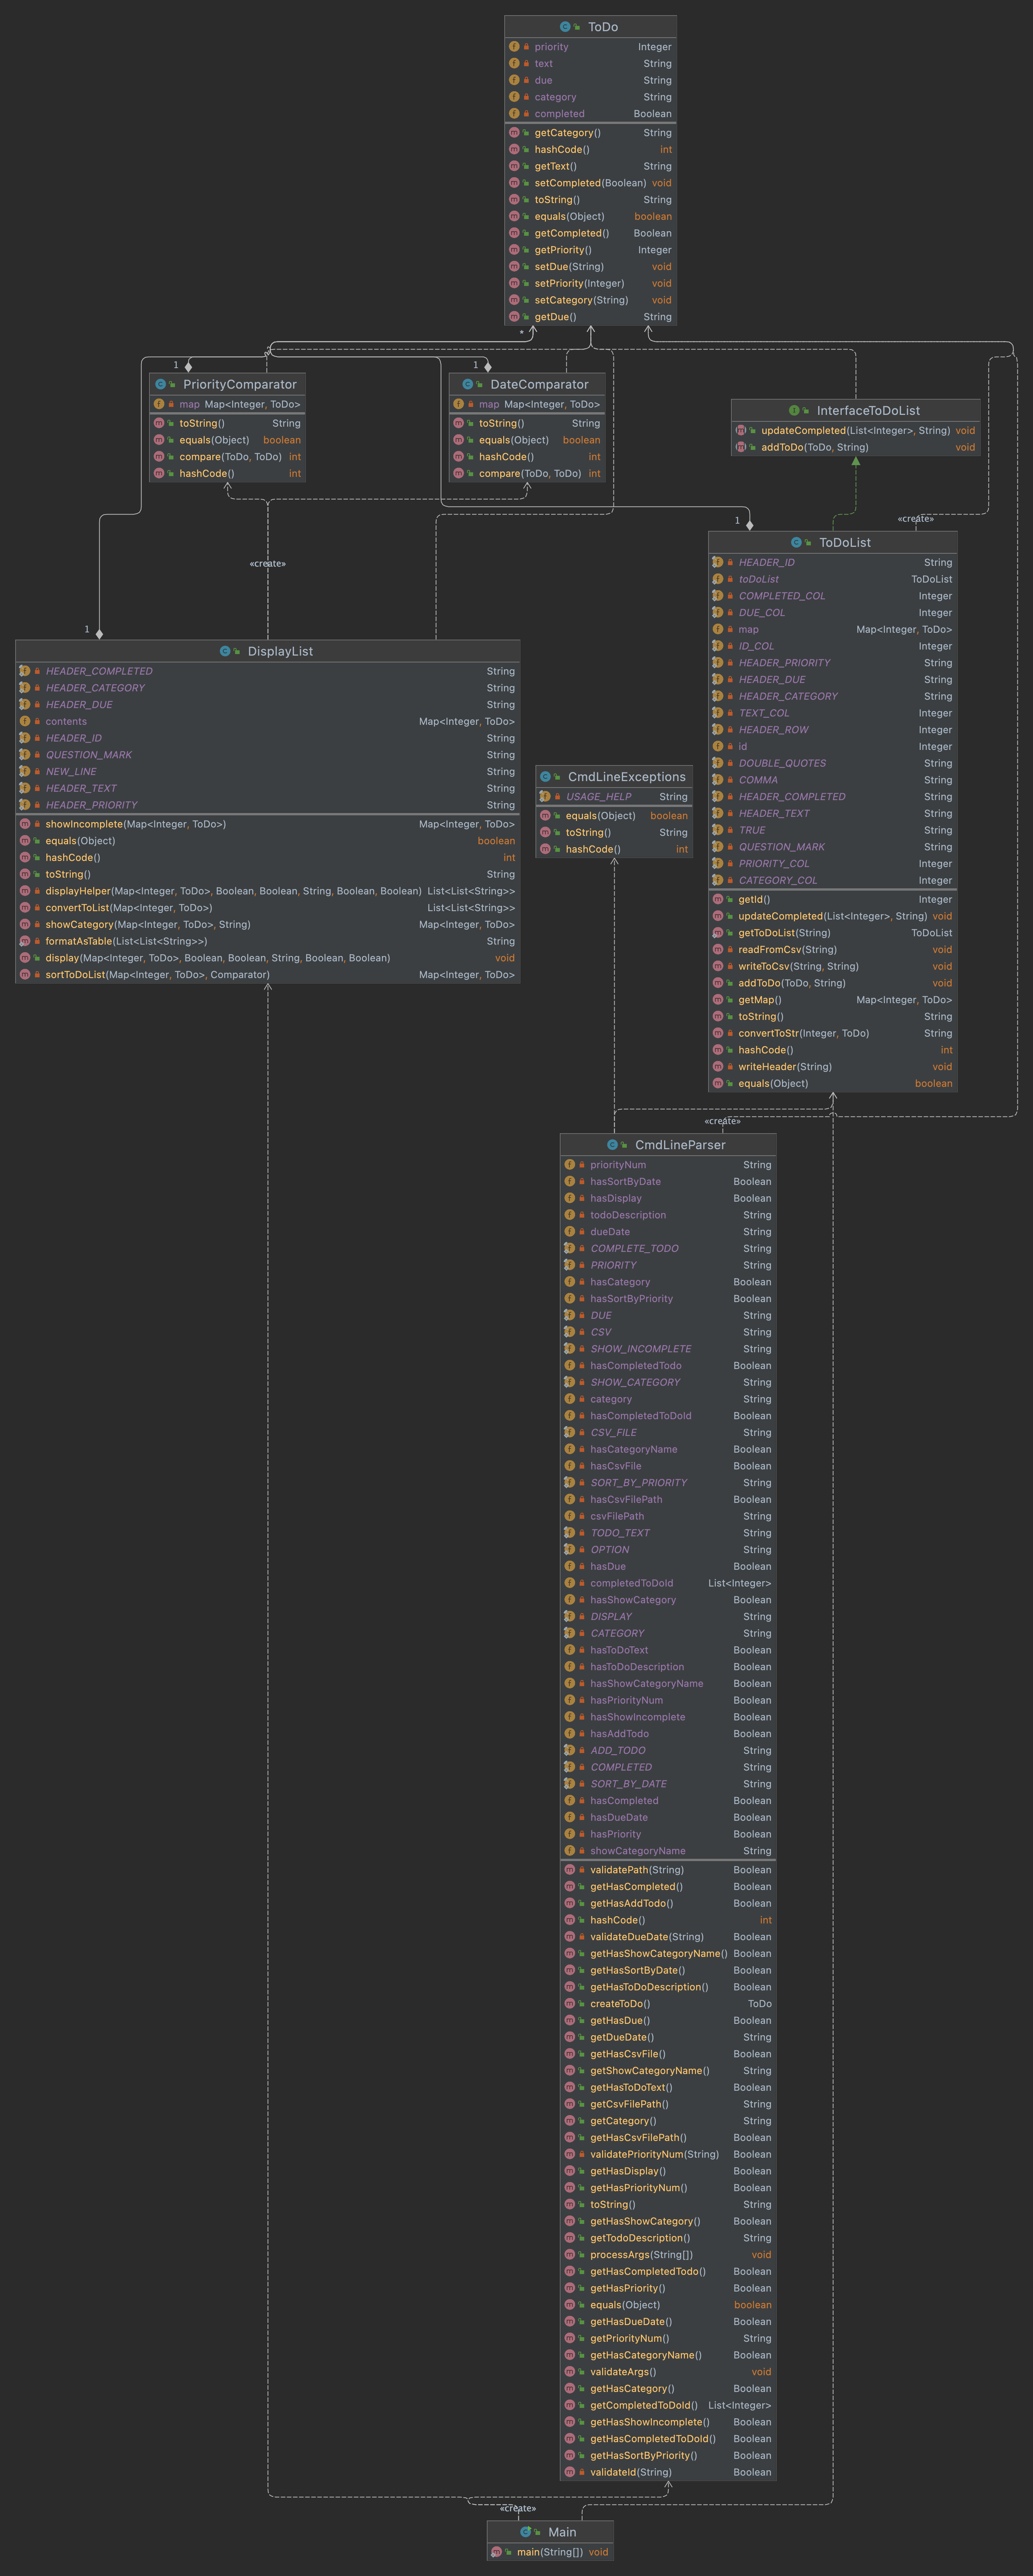 ToDo
priority Integer
text String
due String
category String
completed Boolean
getCategory() String
hashCode() int
getText() String
setCompleted(Boolean) void
toString() String
equals(Object) boolean
getCompleted() Boolean
getPriority() Integer
setDue(String) void
setPriority(Integer) void
setCategory(String) void
getDue() String
*
1
PriorityComparator
map Map<Integer, ToDo>
toString() String
equals(Object) boolean
compare(ToDo, ToDo) int
hashCode() int
1
DateComparator
map Map<Integer, ToDo>
toString() String
equals(Object) boolean
hashCode() int
compare(ToDo, ToDo) int
InterfaceToDoList
updateCompleted(List<Integer>, String) void
addToDo(ToDo, String) void
«create»
1
«create»
ToDoList
HEADER_ID String
toDoList ToDoList
COMPLETED_COL Integer
DUE_COL Integer
map Map<Integer, ToDo>
ID_COL Integer
HEADER_PRIORITY String
HEADER_DUE String
HEADER_CATEGORY String
TEXT_COL Integer
HEADER_ROW String
id Integer
DOUBLE_QUOTES String
COMMA String
HEADER_COMPLETED String
HEADER_TEXT String
TRUE String
QUESTION_MARK String
PRIORITY_COL Integer
CATEGORY_COL Integer
getId() Integer
updateCompleted(List<Integer>, String) void
getToDoList(String) ToDoList
readFromCsv(String) void
writeToCsv(String, String) void
addToDo(ToDo, String) void
getMap() Map<Integer, ToDo>
toString() String
convertToStr(Integer, ToDo) String
hashCode() int
writeHeader(String) void
equals(Object) boolean
1
DisplayList
HEADER_COMPLETED String
HEADER_CATEGORY String
HEADER_DUE String
contents Map<Integer, ToDo>
HEADER_ID String
QUESTION_MARK String
NEW_LINE String
HEADER_TEXT String
HEADER_PRIORITY String
showIncomplete(Map<Integer, ToDo>) Map<Integer, ToDo>
equals(Object) boolean
hashCode() int
toString() String
displayHelper(Map<Integer, ToDo>, Boolean, Boolean, String, Boolean, Boolean) List<List<String>>
convertToList(Map<Integer, ToDo>) List<List<String>>
showCategory(Map<Integer, ToDo>, String) Map<Integer, ToDo>
formatAsTable(List<List<String>>) String
display(Map<Integer, ToDo>, Boolean, Boolean, String, Boolean, Boolean) void
sortToDoList(Map<Integer, ToDo>, Comparator) Map<Integer, ToDo>
CmdLineExceptions
USAGE_HELP String
equals(Object) boolean
toString() String
hashCode() int
«create»
CmdLineParser
priorityNum String
hasSortByDate Boolean
hasDisplay Boolean
todoDescription String
dueDate String
COMPLETE_TODO String
PRIORITY String
hasCategory Boolean
hasSortByPriority Boolean
DUE String
CSV String
SHOW_INCOMPLETE String
hasCompletedTodo Boolean
SHOW_CATEGORY String
category String
hasCompletedToDoId Boolean
CSV_FILE String
hasCategoryName Boolean
hasCsvFile Boolean
SORT_BY_PRIORITY String
hasCsvFilePath Boolean
csvFilePath String
TODO_TEXT String
OPTION String
hasDue Boolean
completedToDoId List<Integer>
hasShowCategory Boolean
DISPLAY String
CATEGORY String
hasToDoText Boolean
hasToDoDescription Boolean
hasShowCategoryName Boolean
hasPriorityNum Boolean
hasShowIncomplete Boolean
hasAddTodo Boolean
ADD_TODO String
COMPLETED String
SORT_BY_DATE String
hasCompleted Boolean
hasDueDate Boolean
hasPriority Boolean
showCategoryName String
validatePath(String) Boolean
getHasCompleted() Boolean
getHasAddTodo() Boolean
hashCode() int
validateDueDate(String) Boolean
getHasShowCategoryName() Boolean
getHasSortByDate() Boolean
getHasToDoDescription() Boolean
createToDo() ToDo
getHasDue() Boolean
getDueDate() String
getHasCsvFile() Boolean
getShowCategoryName() String
getHasToDoText() Boolean
getCsvFilePath() String
getCategory() String
getHasCsvFilePath() Boolean
validatePriorityNum(String) Boolean
getHasDisplay() Boolean
getHasPriorityNum() Boolean
toString() String
getHasShowCategory() Boolean
getTodoDescription() String
processArgs(String[]) void
getHasCompletedTodo() Boolean
getHasPriority() Boolean
equals(Object) boolean
getHasDueDate() Boolean
getPriorityNum() String
getHasCategoryName() Boolean
validateArgs() void
getHasCategory() Boolean
getCompletedToDoId() List<Integer>
getHasShowIncomplete() Boolean
getHasCompletedToDoId() Boolean
getHasSortByPriority() Boolean
validateId(String) Boolean
«create»
Main
main(String[]) void